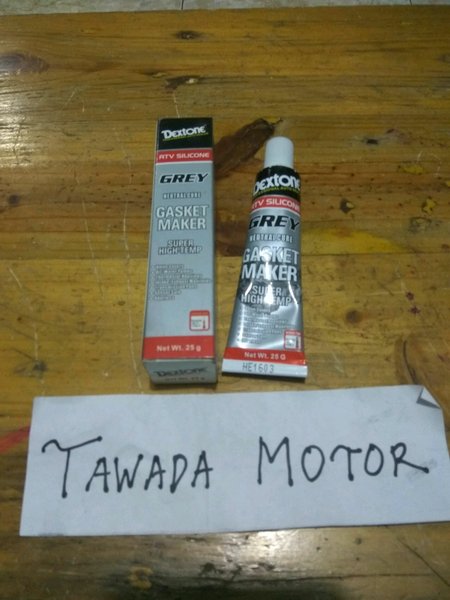 Dextone
RTV SILICONE
GREY
NEUTRAL CURE
GASKET
MAKER
SUPER
HIGH-TEMP
Net Wt. 25 g
Dextone
Dextone
RTV SILICONE
GREY
NEUTRAL CURE
GASKET
MAKER
SUPER
HIGH-TEMP
Net Wt. 25 G
HE1603
TAWADA MOTOR